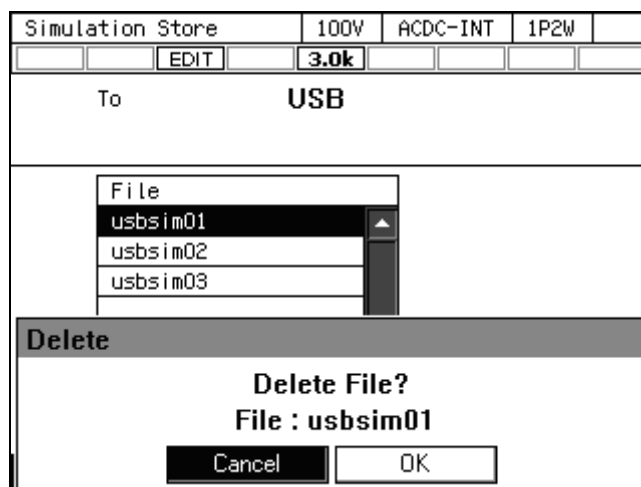 Simulation Store 100V ACDC-INT 1P2W
EDIT 3.0k
To USB
File
usbsim01
usbsim02
usbsim03
Delete
Delete File?
File : usbsim01
Cancel OK